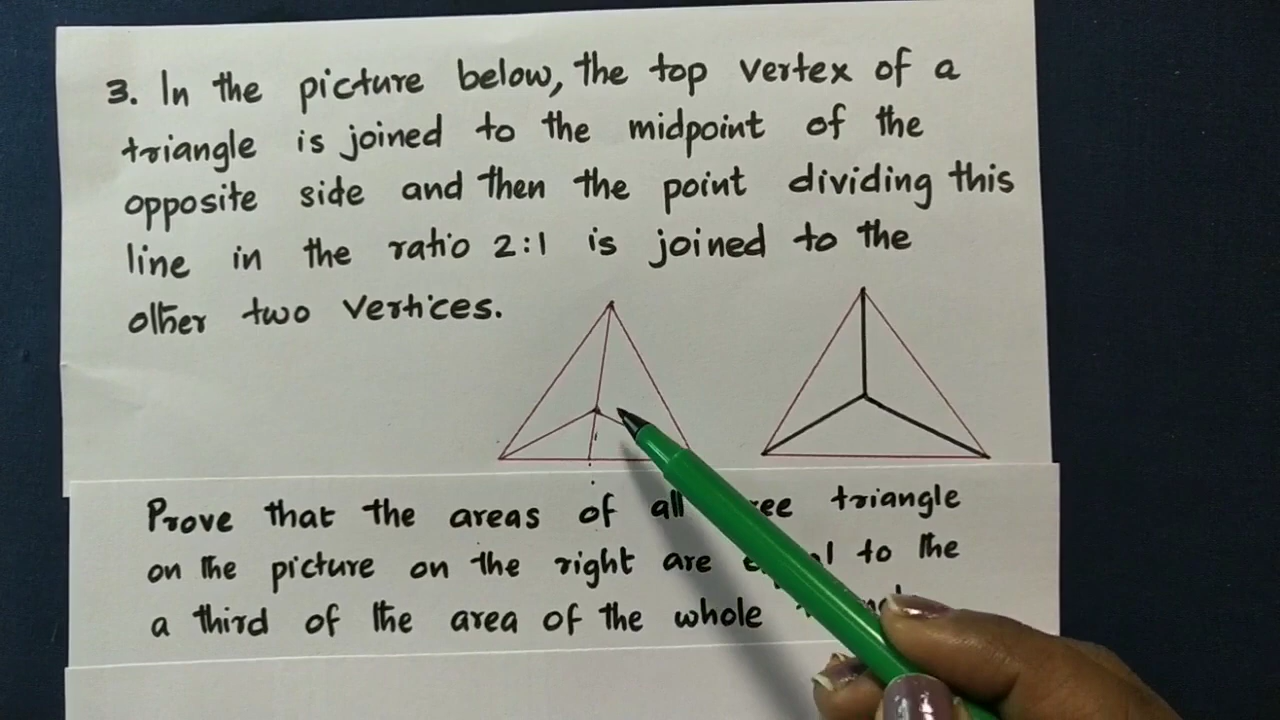 3. In the picture below, the top vertex of a
triangle is joined to the midpoint of the
opposite side and then the point dividing this
line in the ratio 2:1 is joined to the
other two vertices.
Prove that the areas of all triangle
on the picture on the right are to the
a third of the area of the whole